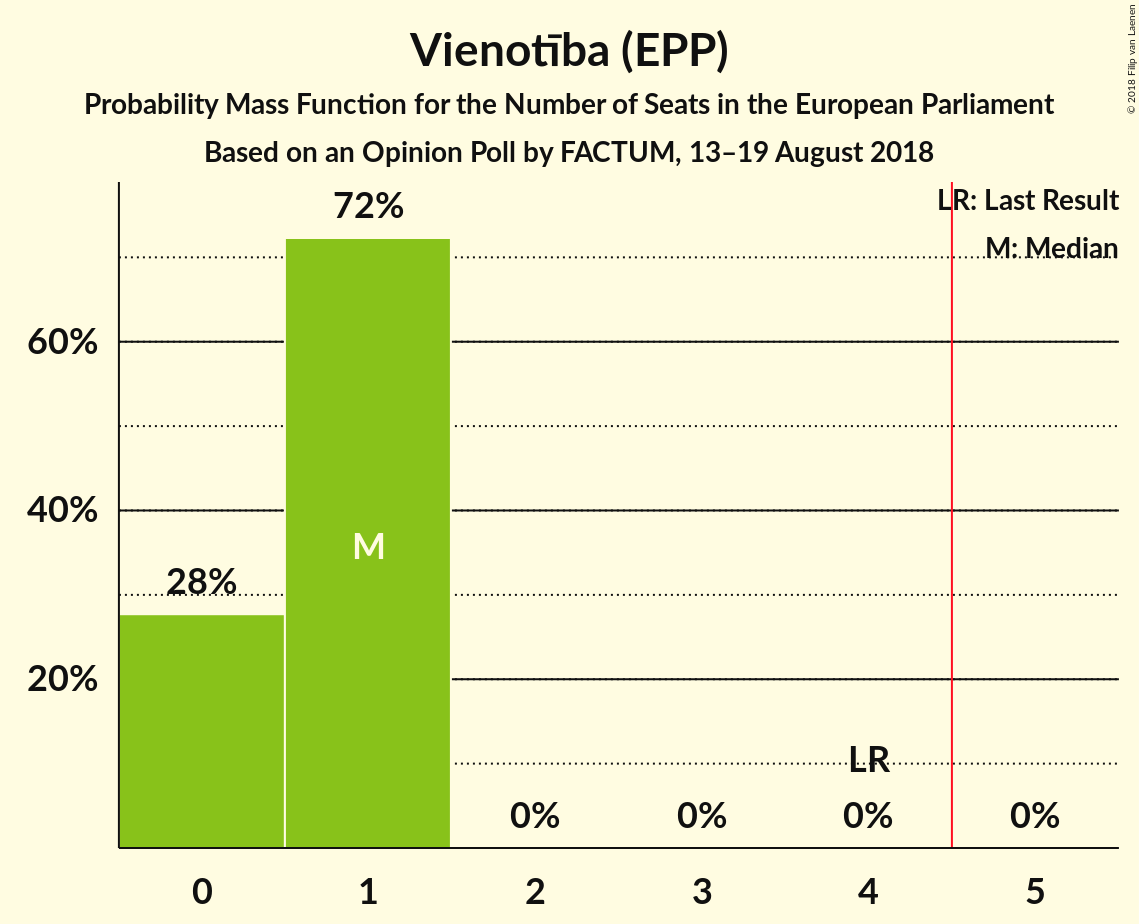 Vienotība (EPP)
Probability Mass Function for the Number of Seats in the European Parliament
Based on an Opinion Poll by FACTUM, 13–19 August 2018
© 2018 Filip van Laenen
LR: Last Result
M: Median
72%
60%
40%
M
28%
20%
LR
0%
0%
0%
0%
0
1
2
3
4
5